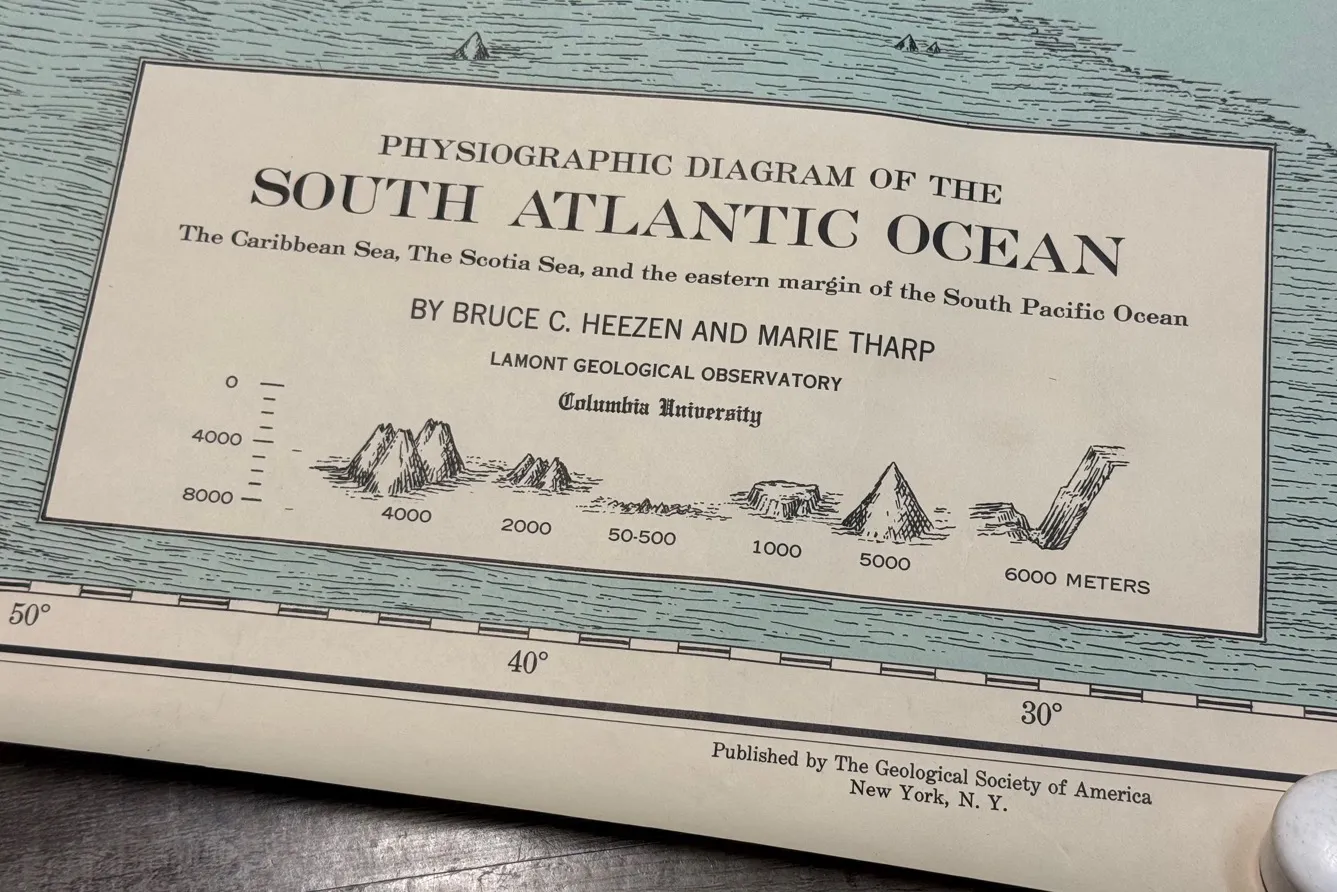 PHYSIOGRAPHIC DIAGRAM OF THE
SOUTH ATLANTIC OCEAN
The Caribbean Sea, The Scotia Sea, and the eastern margin of the South Pacific Ocean
BY BRUCE C. HEEZEN AND MARIE THARP
LAMONT GEOLOGICAL OBSERVATORY
Columbia University
0
4000
8000
4000
2000
50-500
1000
5000
6000 METERS
50°
40°
30°
Published by The Geological Society of America
New York, N. Y.